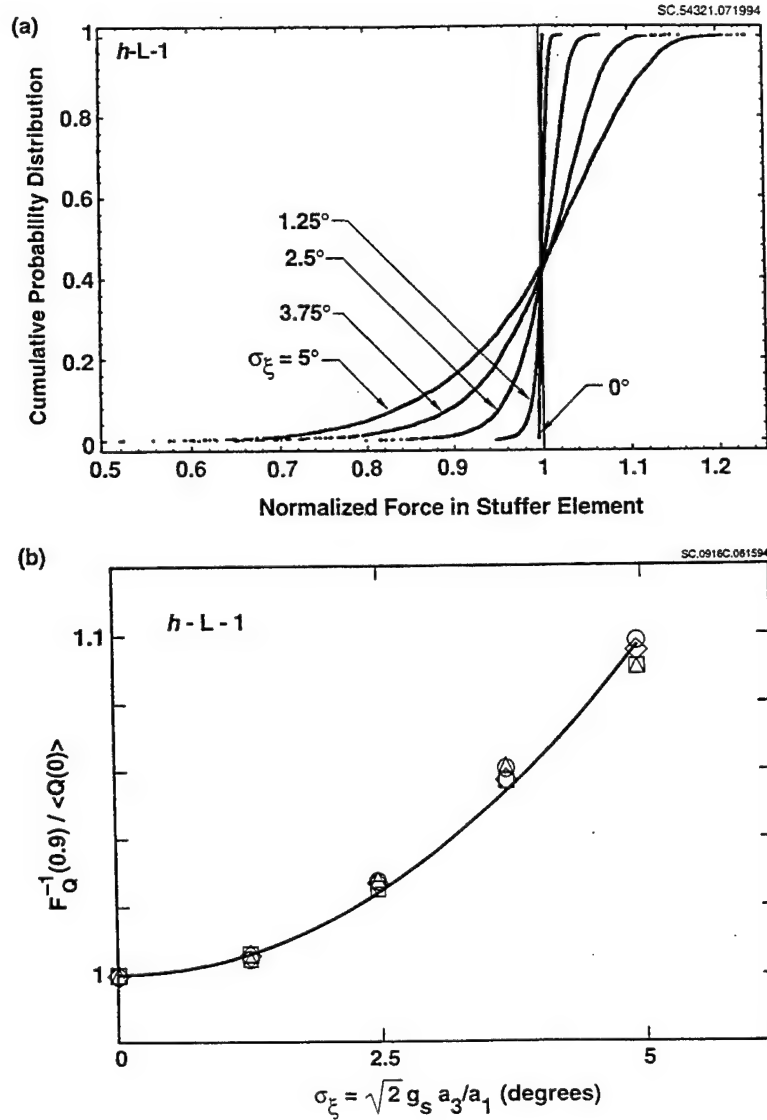 SC.54321.071994
(a)
h-L-1
1
0.8
0.6
0.4
0.2
0
1.25°
2.5°
3.75°
σξ = 5°
0°
0.5 0.6 0.7 0.8 0.9 1 1.1 1.2
Cumulative Probability Distribution
Normalized Force in Stuffer Element
(b)
SC.0916C.061594
h - L - 1
1.1
1
F_Q^{-1}(0.9) / <Q(0)>
0 2.5 5
σξ = √2 g_s a_3/a_1 (degrees)